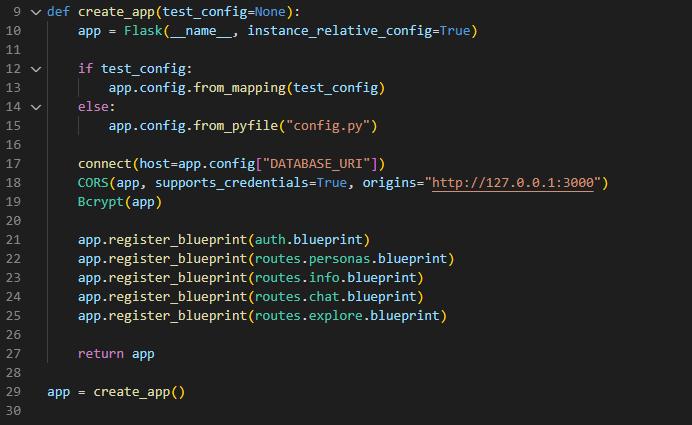 9 def create_app(test_config=None):
10     app = Flask(__name__, instance_relative_config=True)
11
12     if test_config:
13         app.config.from_mapping(test_config)
14     else:
15         app.config.from_pyfile("config.py")
16
17     connect(host=app.config["DATABASE_URI"])
18     CORS(app, supports_credentials=True, origins="http://127.0.0.1:3000")
19     Bcrypt(app)
20
21     app.register_blueprint(auth.blueprint)
22     app.register_blueprint(routes.personas.blueprint)
23     app.register_blueprint(routes.info.blueprint)
24     app.register_blueprint(routes.chat.blueprint)
25     app.register_blueprint(routes.explore.blueprint)
26
27     return app
28
29 app = create_app()
30